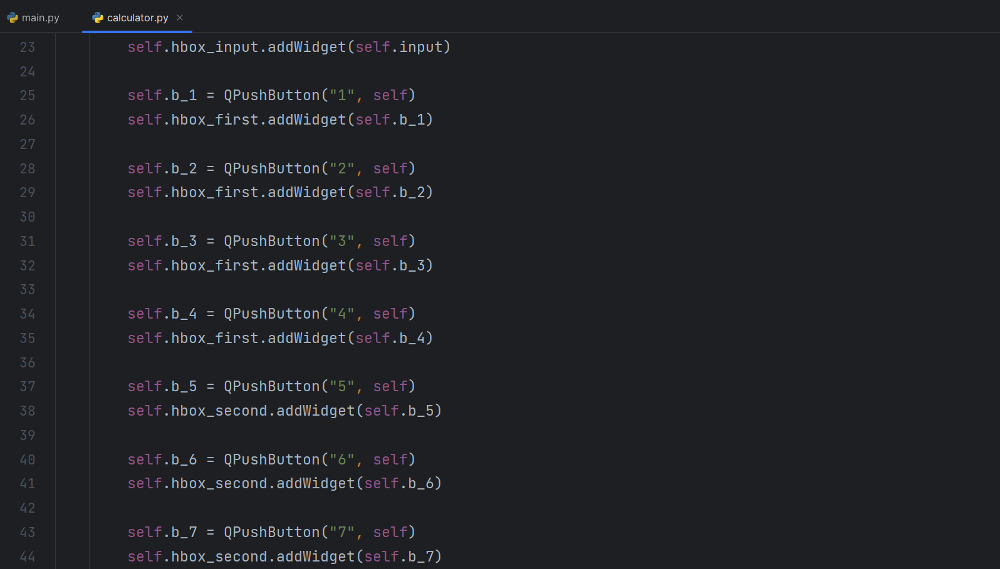 main.py
calculator.py
23 self.hbox_input.addWidget(self.input)
24
25 self.b_1 = QPushButton("1", self)
26 self.hbox_first.addWidget(self.b_1)
27
28 self.b_2 = QPushButton("2", self)
29 self.hbox_first.addWidget(self.b_2)
30
31 self.b_3 = QPushButton("3", self)
32 self.hbox_first.addWidget(self.b_3)
33
34 self.b_4 = QPushButton("4", self)
35 self.hbox_first.addWidget(self.b_4)
36
37 self.b_5 = QPushButton("5", self)
38 self.hbox_second.addWidget(self.b_5)
39
40 self.b_6 = QPushButton("6", self)
41 self.hbox_second.addWidget(self.b_6)
42
43 self.b_7 = QPushButton("7", self)
44 self.hbox_second.addWidget(self.b_7)